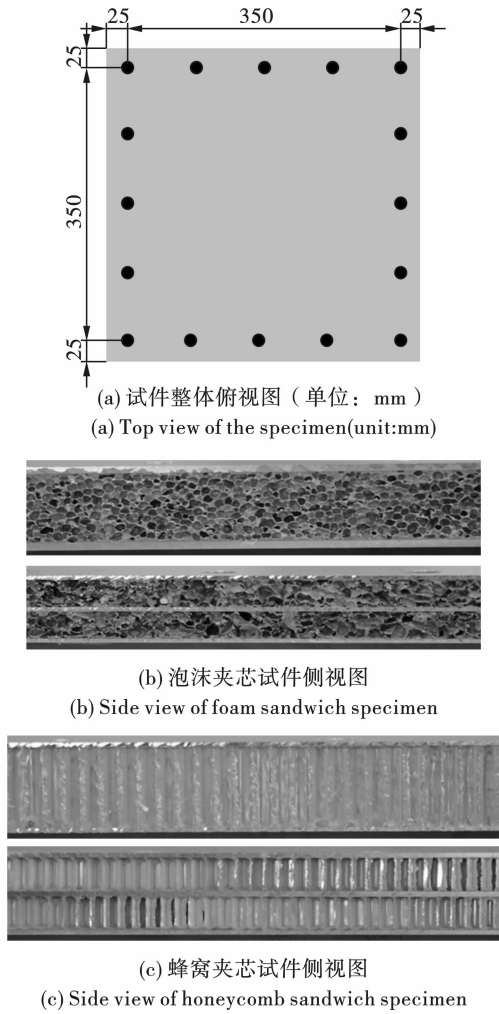 25 350 25
25
350
25
(a) 试件整体俯视图（单位：mm）
(a) Top view of the specimen(unit:mm)
(b) 泡沫夹芯试件侧视图
(b) Side view of foam sandwich specimen
(c) 蜂窝夹芯试件侧视图
(c) Side view of honeycomb sandwich specimen